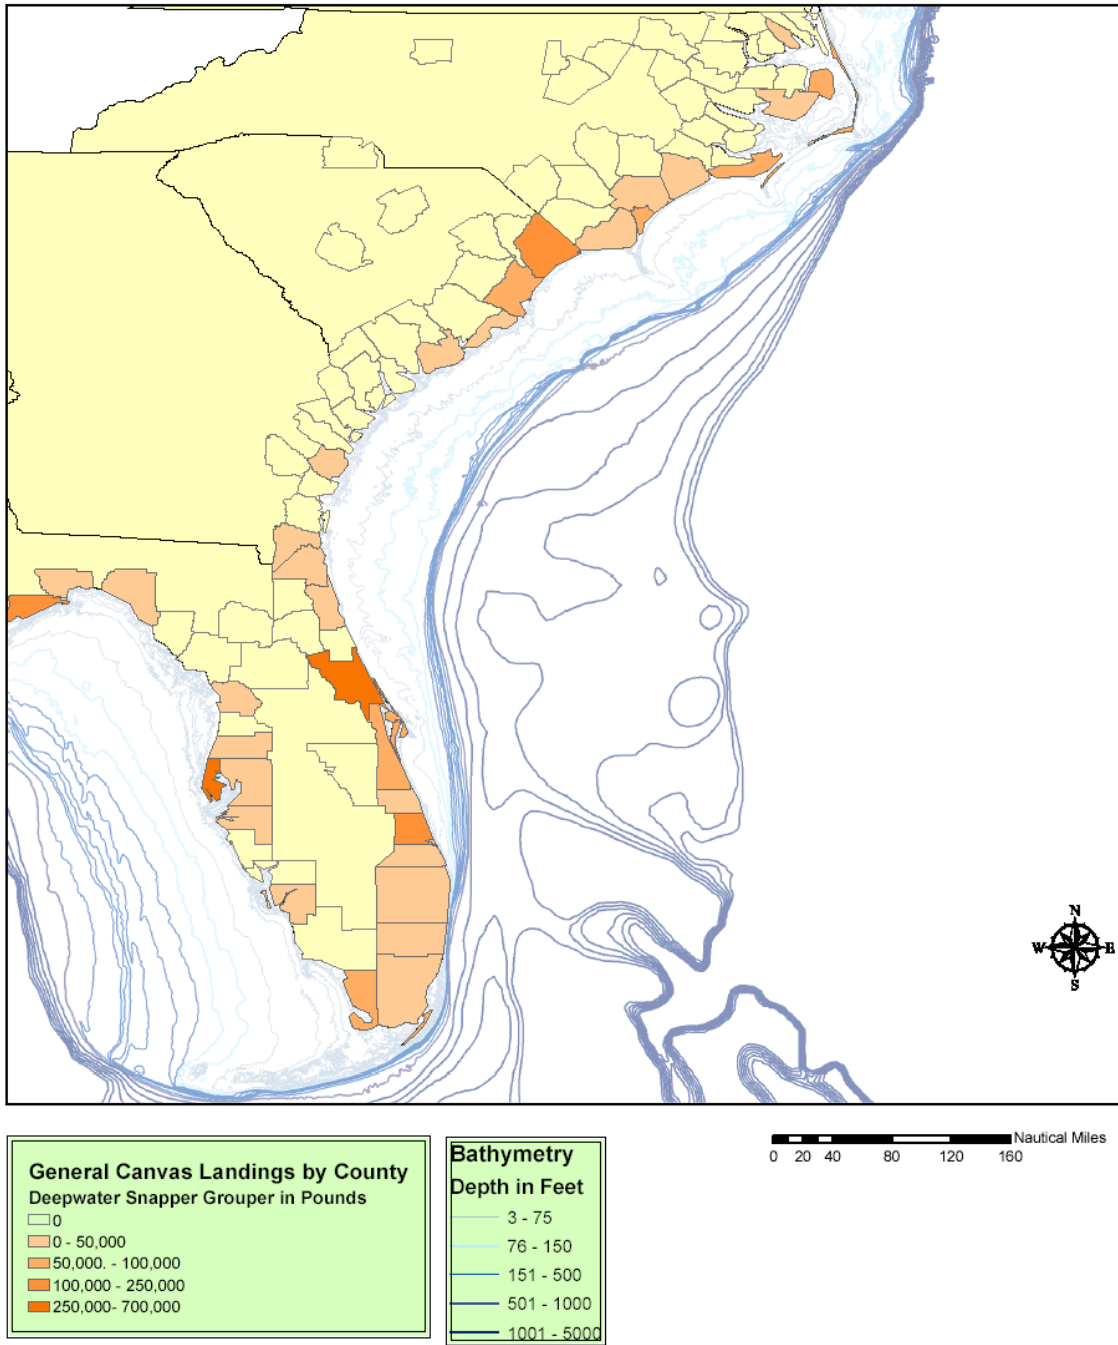 N
W E
S
General Canvas Landings by County
Deepwater Snapper Grouper in Pounds
0
0 - 50,000
50,000. - 100,000
100,000 - 250,000
250,000- 700,000
Bathymetry
Depth in Feet
3 - 75
76 - 150
151 - 500
501 - 1000
1001 - 5000
Nautical Miles
0 20 40 80 120 160